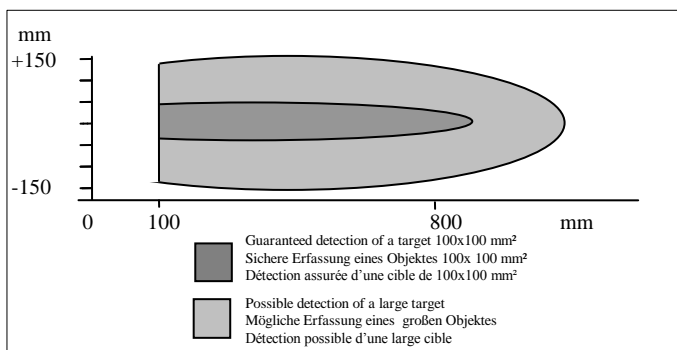 mm
+150
-150
0 100 800 mm
Guaranteed detection of a target 100x100 mm²
Sichere Erfassung eines Objektes 100x 100 mm²
Détection assurée d'une cible de 100x100 mm²
Possible detection of a large target
Mögliche Erfassung eines großen Objektes
Détection possible d'une large cible